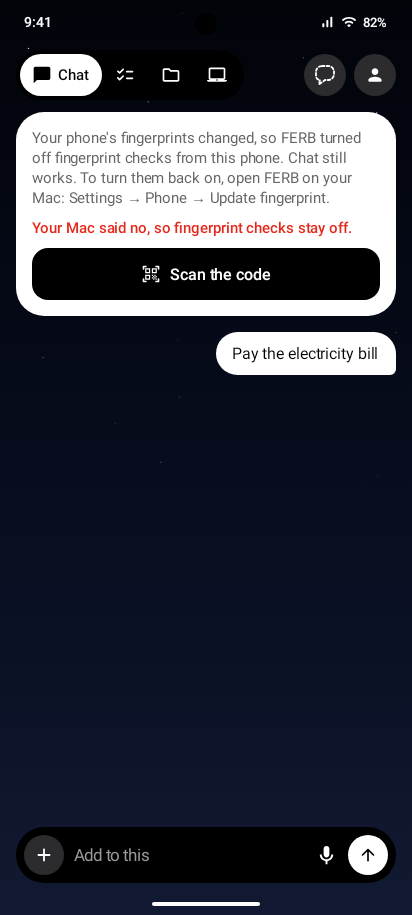 9:41
82%
Chat
Your phone's fingerprints changed, so FERB turned
off fingerprint checks from this phone. Chat still
works. To turn them back on, open FERB on your
Mac: Settings → Phone → Update fingerprint.
Your Mac said no, so fingerprint checks stay off.
Scan the code
Pay the electricity bill
Add to this